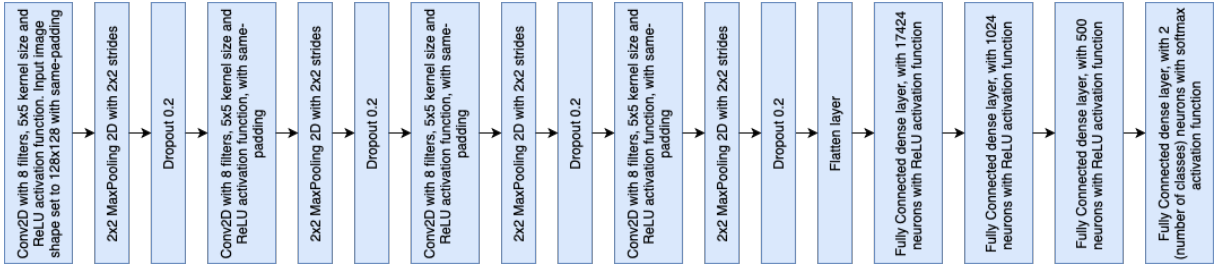 Conv2D with 8 filters, 5x5 kernel size and
ReLU activation function. Input image
shape set to 128x128 with same-padding
2x2 MaxPooling 2D with 2x2 strides
Dropout 0.2
Conv2D with 8 filters, 5x5 kernel size and
ReLU activation function, with same-
padding
2x2 MaxPooling 2D with 2x2 strides
Dropout 0.2
Conv2D with 8 filters, 5x5 kernel size and
ReLU activation function, with same-
padding
2x2 MaxPooling 2D with 2x2 strides
Dropout 0.2
Conv2D with 8 filters, 5x5 kernel size and
ReLU activation function, with same-
padding
2x2 MaxPooling 2D with 2x2 strides
Dropout 0.2
Flatten layer
Fully Connected dense layer, with 17424
neurons with ReLU activation function
Fully Connected dense layer, with 1024
neurons with ReLU activation function
Fully Connected dense layer, with 500
neurons with ReLU activation function
Fully Connected dense layer, with 2
(number of classes) neurons with softmax
activation function